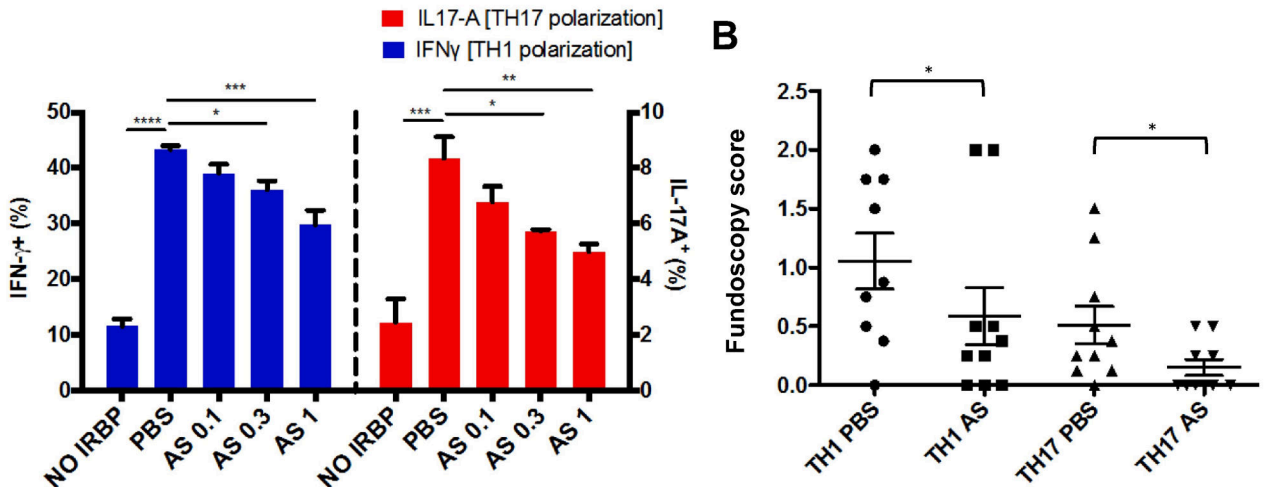 IL17-A [TH17 polarization]
IFNγ [TH1 polarization]
B
IFN-γ+ (%)
50
40
30
20
10
0
****
*
***
***
*
**
10
8
6
4
2
0
IL-17A+ (%)
NO IRBP
PBS
AS 0.1
AS 0.3
AS 1
NO IRBP
PBS
AS 0.1
AS 0.3
AS 1
Fundoscopy score
2.5
2.0
1.5
1.0
0.5
0.0
*
*
TH1 PBS
TH1 AS
TH17 PBS
TH17 AS